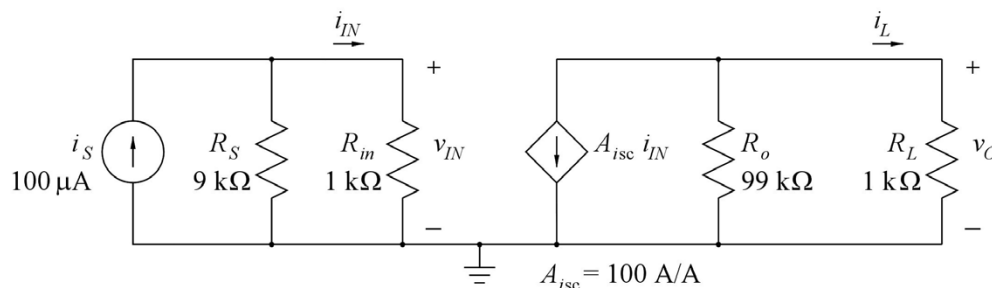 i_IN
i_L
+
+
i_S
100 μA
R_S
9 kΩ
R_in
1 kΩ
v_IN
A_isc i_IN
R_o
99 kΩ
R_L
1 kΩ
v_O
−
−
A_isc = 100 A/A